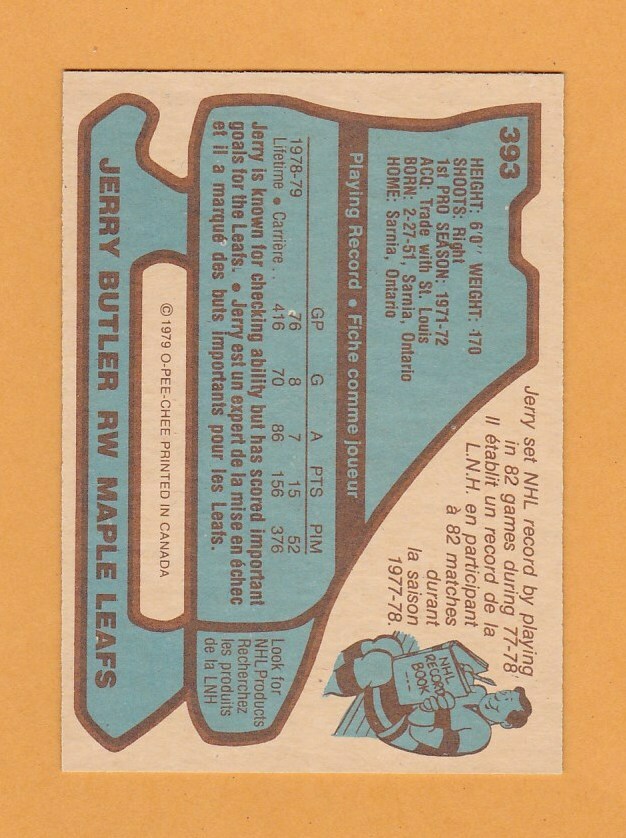 393
HEIGHT: 6'0" WEIGHT: 170
SHOOTS: Right
1st PRO SEASON: 1971-72
ACQ: Trade with St. Louis
BORN: 2-27-51, Sarnia, Ontario
HOME: Sarnia, Ontario
Jerry set NHL record by playing
in 82 games during 77-78
Il établit un record de la
L.N.H. en participant
à 82 matches
durant
la saison
1977-78.
NHL
RECORD
BOOK
Playing Record • Fiche comme joueur
GP G A PTS PIM
1978-79 76 8 7 15 52
Lifetime • Carrière .. 416 70 86 156 376
Jerry is known for checking ability but has scored important
goals for the Leafs. • Jerry est un expert de la mise en échec
et il a marqué des buts importants pour les Leafs.
Look for
NHL Products
Recherchez
les produits
de la LNH
© 1979 O-PEE-CHEE PRINTED IN CANADA
JERRY BUTLER RW MAPLE LEAFS